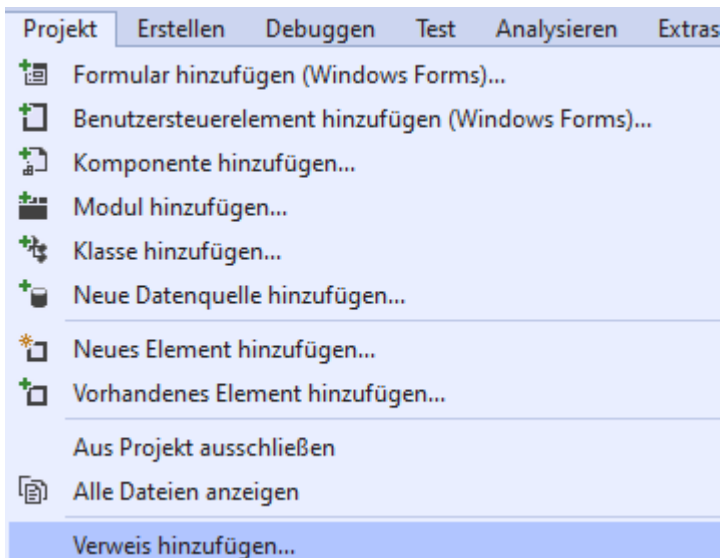 Projekt Erstellen Debuggen Test Analysieren Extras
Formular hinzufügen (Windows Forms)...
Benutzersteuerelement hinzufügen (Windows Forms)...
Komponente hinzufügen...
Modul hinzufügen...
Klasse hinzufügen...
Neue Datenquelle hinzufügen...
Neues Element hinzufügen...
Vorhandenes Element hinzufügen...
Aus Projekt ausschließen
Alle Dateien anzeigen
Verweis hinzufügen...